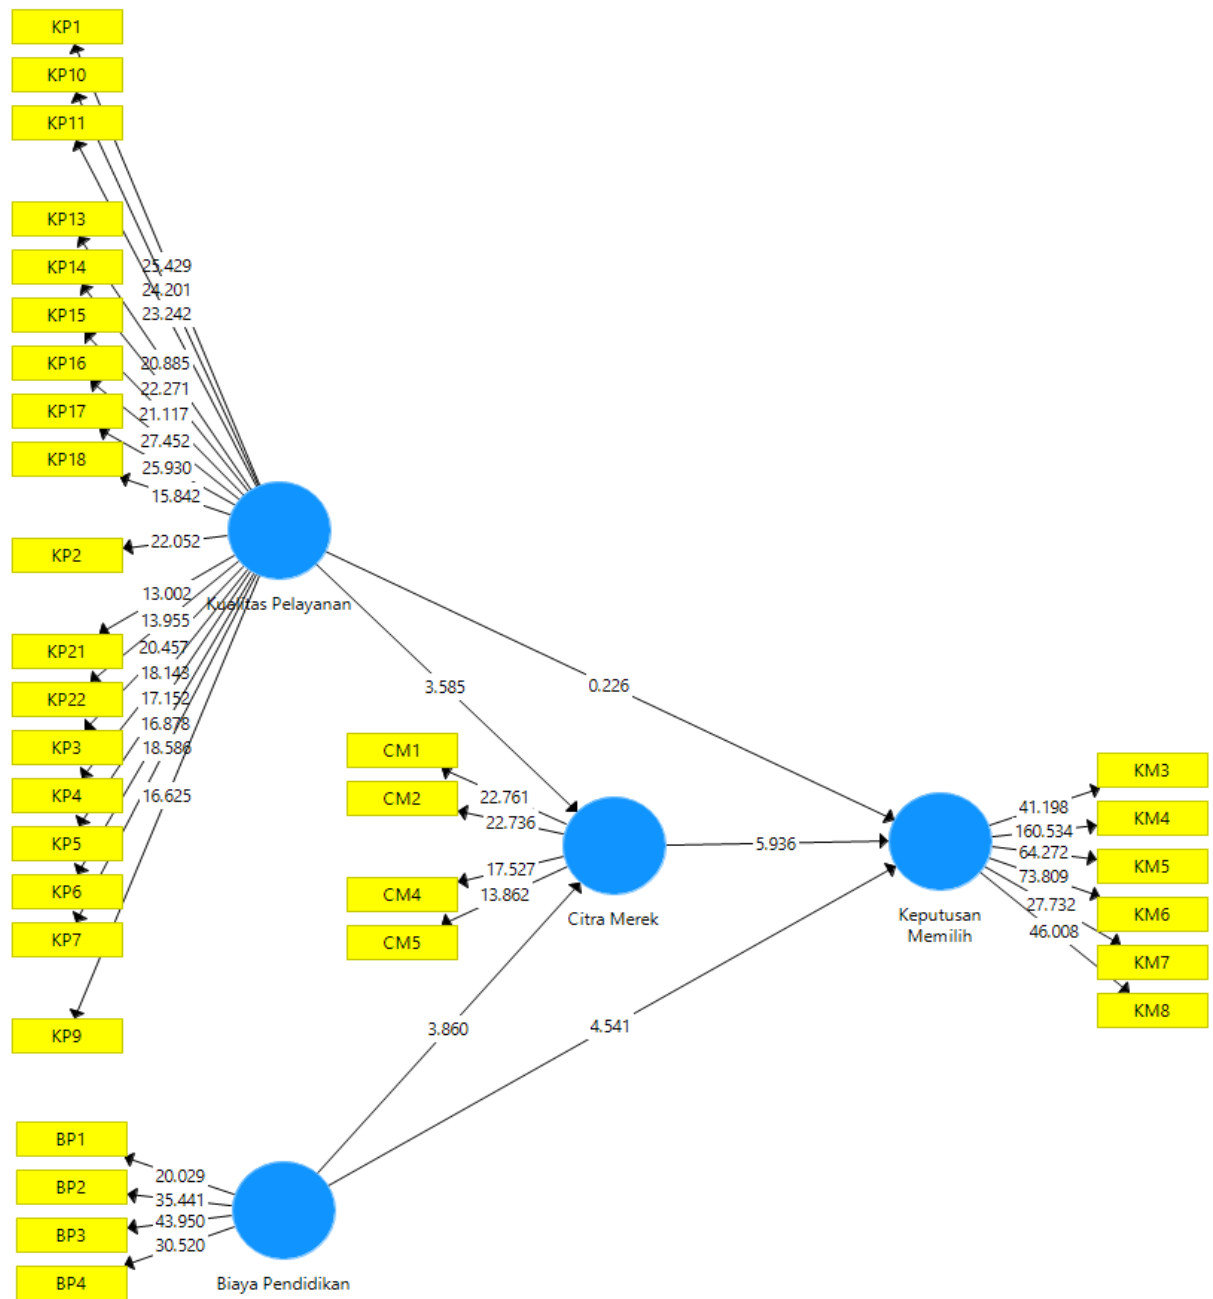 KP1
KP10
KP11
KP13
KP14
KP15
KP16
KP17
KP18
KP2
KP21
KP22
KP3
KP4
KP5
KP6
KP7
KP9
25.429
24.201
23.242
20.885
22.271
21.117
27.452
25.930
15.842
22.052
13.002
13.955
20.457
18.143
17.152
16.878
18.586
16.625
Kualitas Pelayanan
3.585
0.226
CM1
CM2
CM4
CM5
22.761
22.736
17.527
13.862
Citra Merek
5.936
Keputusan
Memilih
41.198
160.534
64.272
73.809
27.732
46.008
KM3
KM4
KM5
KM6
KM7
KM8
3.860
4.541
BP1
BP2
BP3
BP4
20.029
35.441
43.950
30.520
Biaya Pendidikan